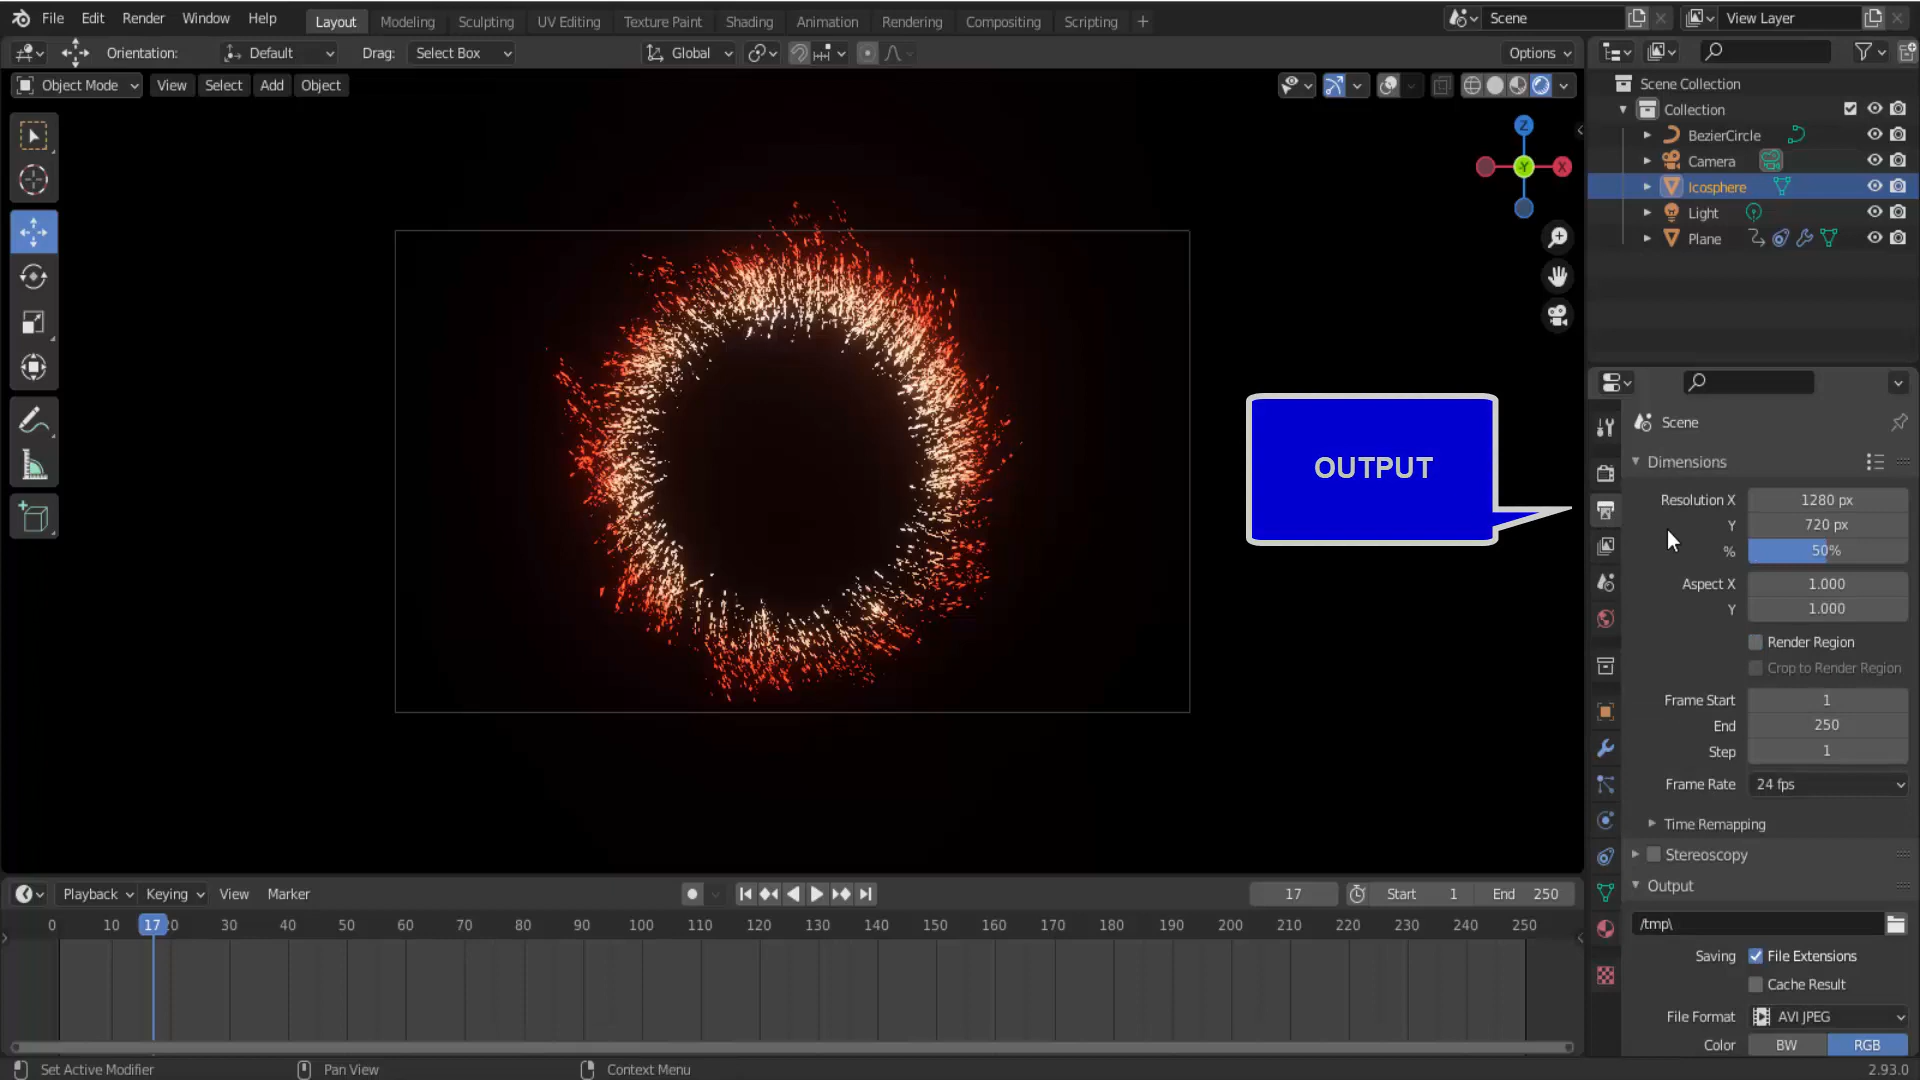 File Edit Render Window Help Layout Modeling Sculpting UV Editing Texture Paint Shading Animation Rendering Compositing Scripting + Scene View Layer
Orientation: Default Drag: Select Box Global Options
Object Mode View Select Add Object
Z
Y X
Scene Collection
Collection
BezierCircle
Camera
Icosphere
Light
Plane
OUTPUT
Scene
Dimensions
Resolution X 1280 px
Y 720 px
% 50%
Aspect X 1.000
Y 1.000
Render Region
Crop to Render Region
Frame Start 1
End 250
Step 1
Frame Rate 24 fps
Time Remapping
Stereoscopy
Output
/tmp\
Saving File Extensions
Cache Result
File Format AVI JPEG
Color BW RGB
Playback Keying View Marker 17 Start 1 End 250
0 10 17 20 30 40 50 60 70 80 90 100 110 120 130 140 150 160 170 180 190 200 210 220 230 240 250
Set Active Modifier Pan View Context Menu 2.93.0